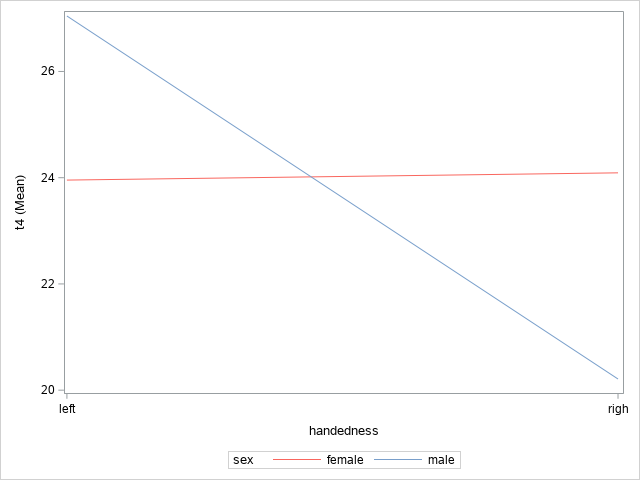 26
24
22
20
t4 (Mean)
left righ
handedness
sex female male